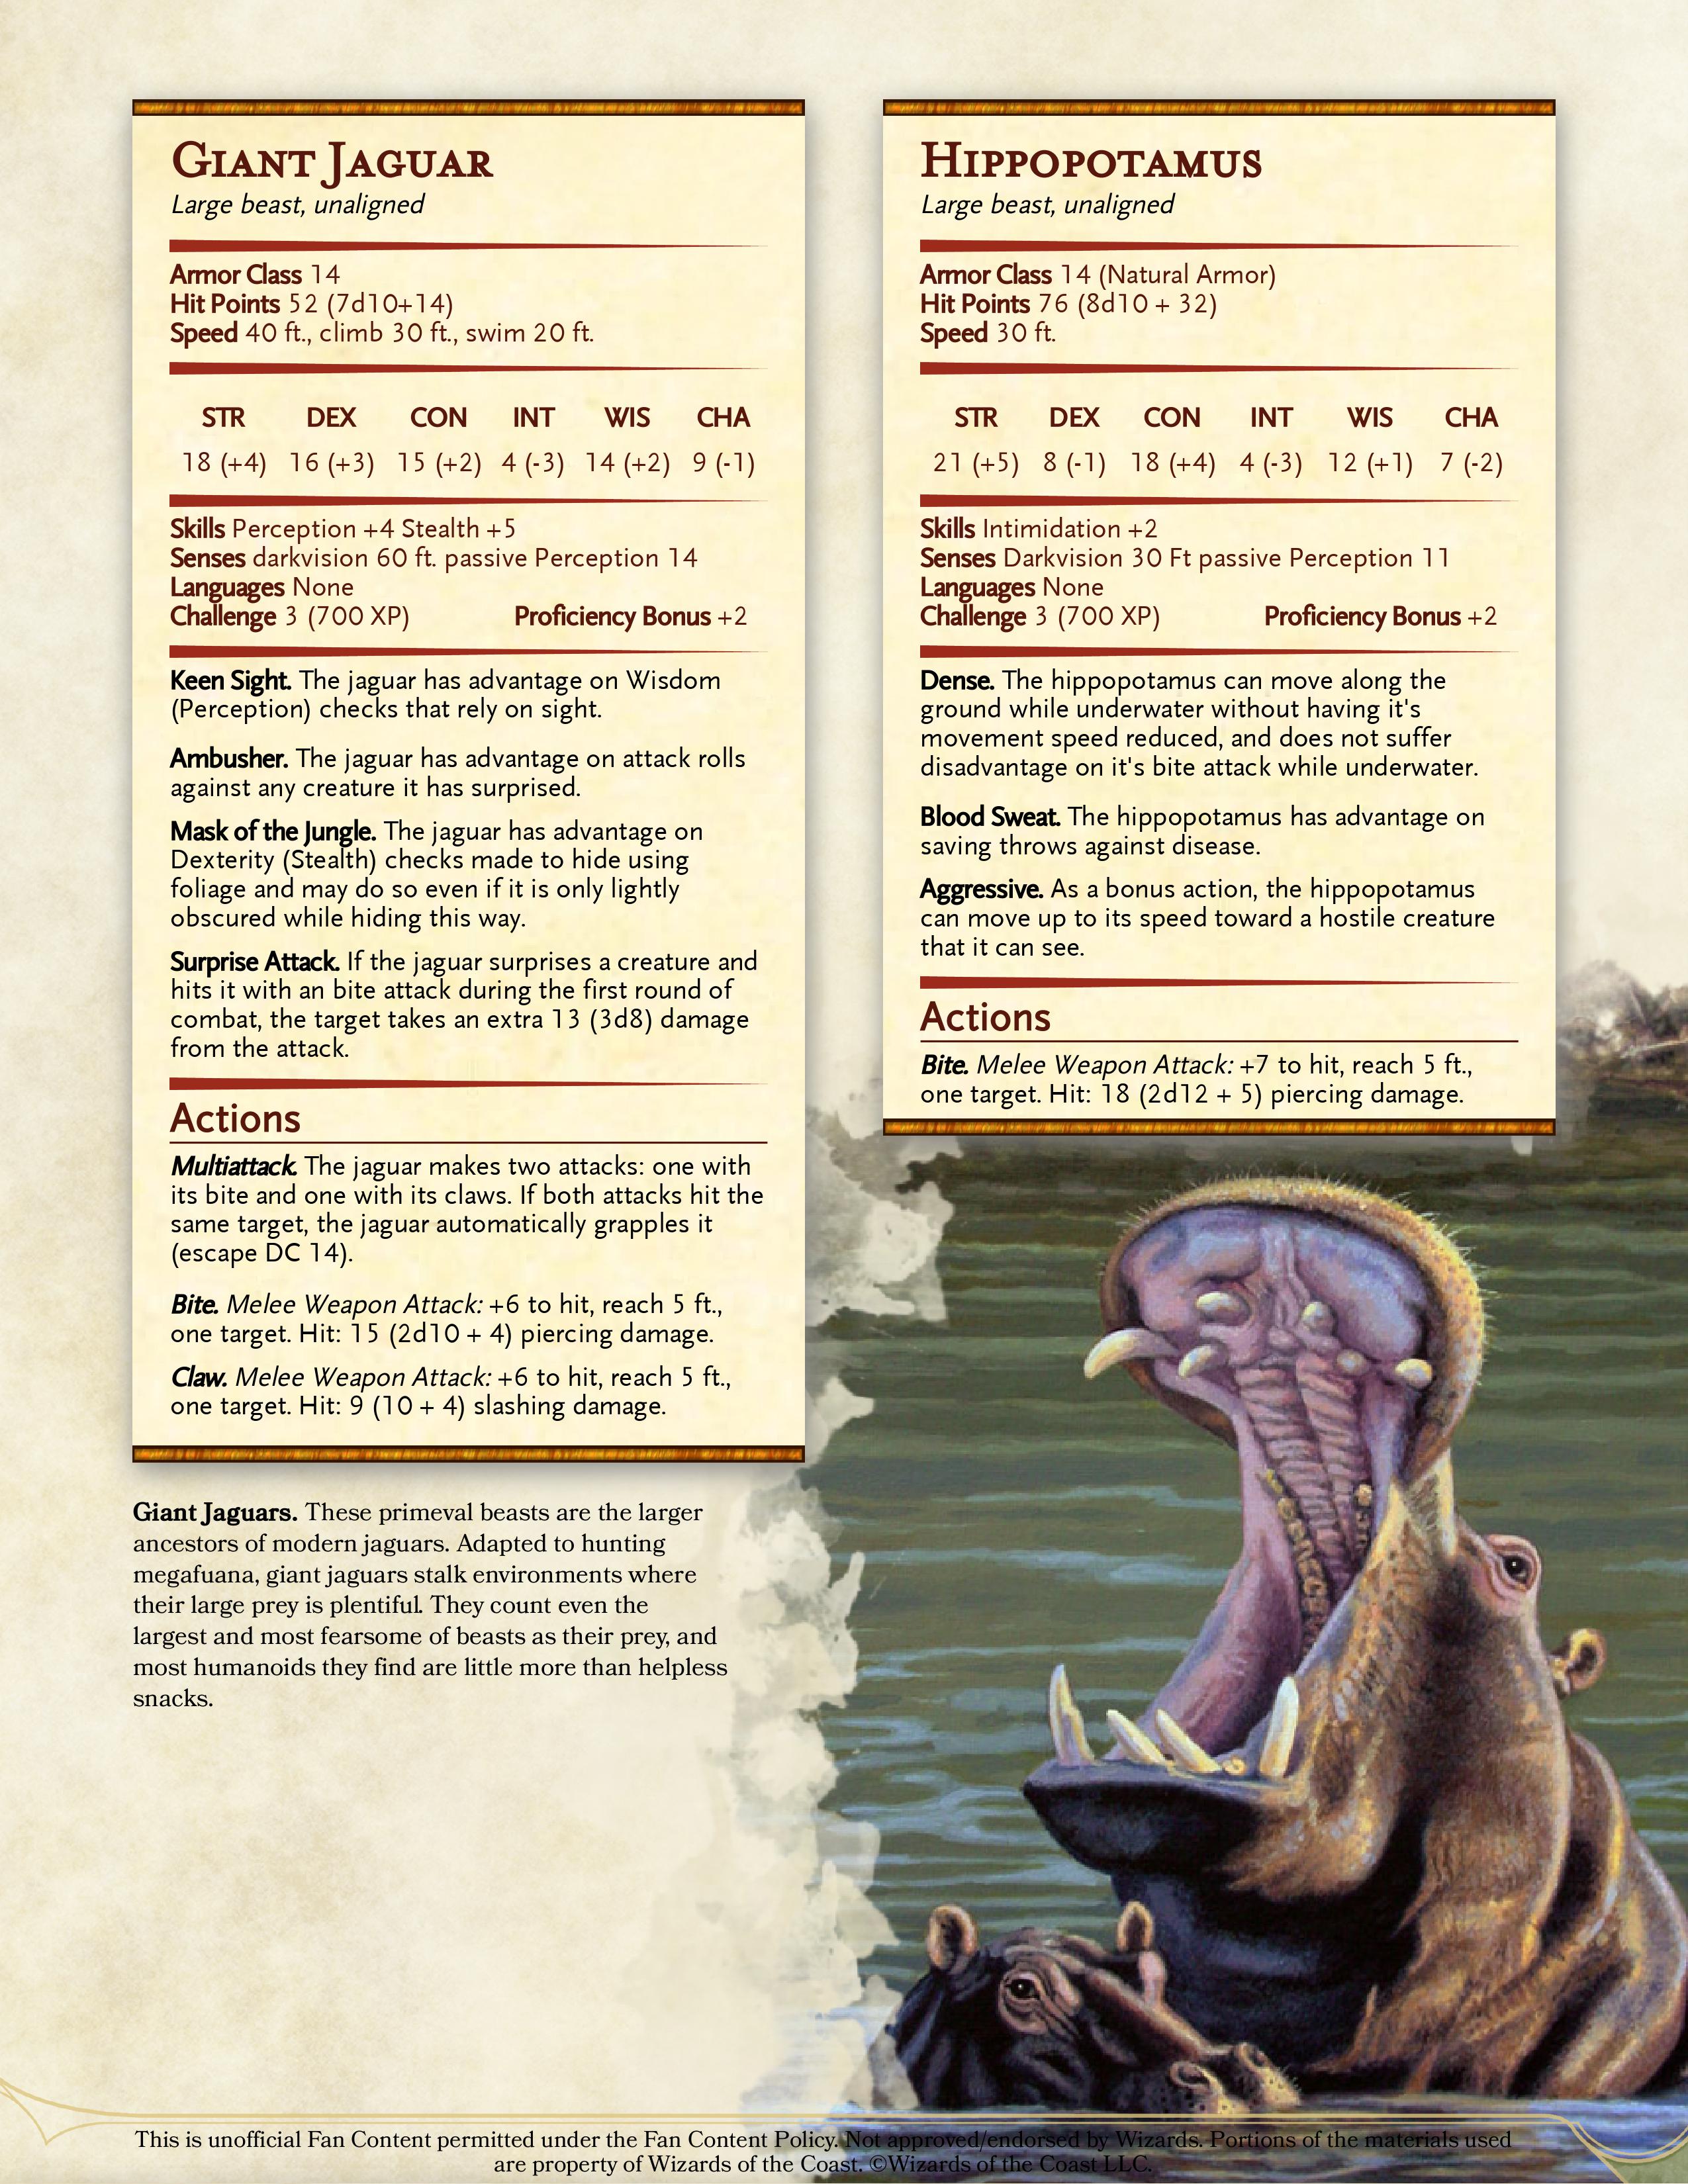 Giant Jaguar
Large beast, unaligned
Armor Class 14
Hit Points 52 (7d10+14)
Speed 40 ft., climb 30 ft., swim 20 ft.
STR DEX CON INT WIS CHA
18 (+4) 16 (+3) 15 (+2) 4 (-3) 14 (+2) 9 (-1)
Skills Perception +4 Stealth +5
Senses darkvision 60 ft. passive Perception 14
Languages None
Challenge 3 (700 XP) Proficiency Bonus +2
Keen Sight. The jaguar has advantage on Wisdom
(Perception) checks that rely on sight.
Ambusher. The jaguar has advantage on attack rolls
against any creature it has surprised.
Mask of the Jungle. The jaguar has advantage on
Dexterity (Stealth) checks made to hide using
foliage and may do so even if it is only lightly
obscured while hiding this way.
Surprise Attack. If the jaguar surprises a creature and
hits it with an bite attack during the first round of
combat, the target takes an extra 13 (3d8) damage
from the attack.
Actions
Multiattack. The jaguar makes two attacks: one with
its bite and one with its claws. If both attacks hit the
same target, the jaguar automatically grapples it
(escape DC 14).
Bite. Melee Weapon Attack: +6 to hit, reach 5 ft.,
one target. Hit: 15 (2d10 + 4) piercing damage.
Claw. Melee Weapon Attack: +6 to hit, reach 5 ft.,
one target. Hit: 9 (10 + 4) slashing damage.
Giant Jaguars. These primeval beasts are the larger
ancestors of modern jaguars. Adapted to hunting
megafuana, giant jaguars stalk environments where
their large prey is plentiful. They count even the
largest and most fearsome of beasts as their prey, and
most humanoids they find are little more than helpless
snacks.
Hippopotamus
Large beast, unaligned
Armor Class 14 (Natural Armor)
Hit Points 76 (8d10 + 32)
Speed 30 ft.
STR DEX CON INT WIS CHA
21 (+5) 8 (-1) 18 (+4) 4 (-3) 12 (+1) 7 (-2)
Skills Intimidation +2
Senses Darkvision 30 Ft passive Perception 11
Languages None
Challenge 3 (700 XP) Proficiency Bonus +2
Dense. The hippopotamus can move along the
ground while underwater without having it's
movement speed reduced, and does not suffer
disadvantage on it's bite attack while underwater.
Blood Sweat. The hippopotamus has advantage on
saving throws against disease.
Aggressive. As a bonus action, the hippopotamus
can move up to its speed toward a hostile creature
that it can see.
Actions
Bite. Melee Weapon Attack: +7 to hit, reach 5 ft.,
one target. Hit: 18 (2d12 + 5) piercing damage.
This is unofficial Fan Content permitted under the Fan Content Policy. Not approved/endorsed by Wizards. Portions of the materials used
are property of Wizards of the Coast. ©Wizards of the Coast LLC.